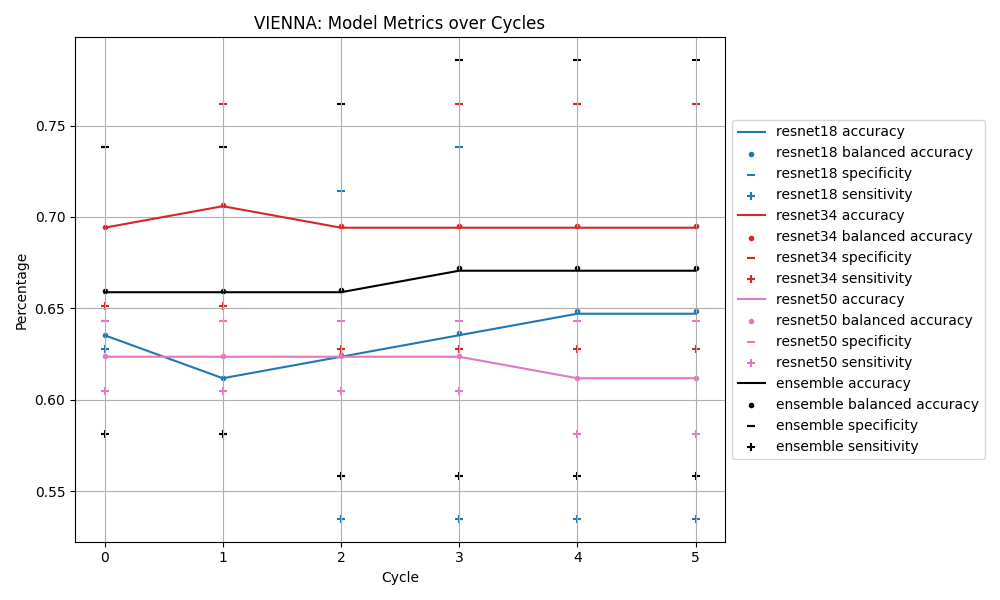 VIENNA: Model Metrics over Cycles
Percentage
0.75
0.70
0.65
0.60
0.55
0 1 2 3 4 5
Cycle
resnet18 accuracy
resnet18 balanced accuracy
resnet18 specificity
resnet18 sensitivity
resnet34 accuracy
resnet34 balanced accuracy
resnet34 specificity
resnet34 sensitivity
resnet50 accuracy
resnet50 balanced accuracy
resnet50 specificity
resnet50 sensitivity
ensemble accuracy
ensemble balanced accuracy
ensemble specificity
ensemble sensitivity